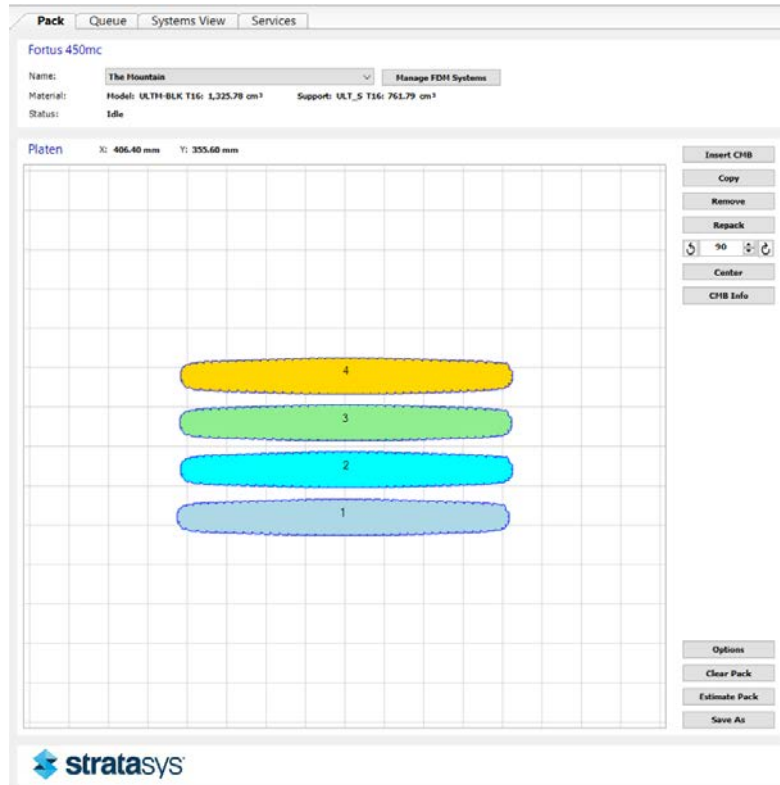 Pack Queue Systems View Services
Fortus 450mc
Name: The Mountain Manage FDM Systems
Material: Model: ULTM-BLK T16: 1,325.78 cm³ Support: ULT_S T16: 761.79 cm³
Status: Idle
Platen X: 406.40 mm Y: 355.60 mm
Insert CMB
Copy
Remove
Repack
90
Center
CMB Info
4
3
2
1
Options
Clear Pack
Estimate Pack
Save As
stratasys